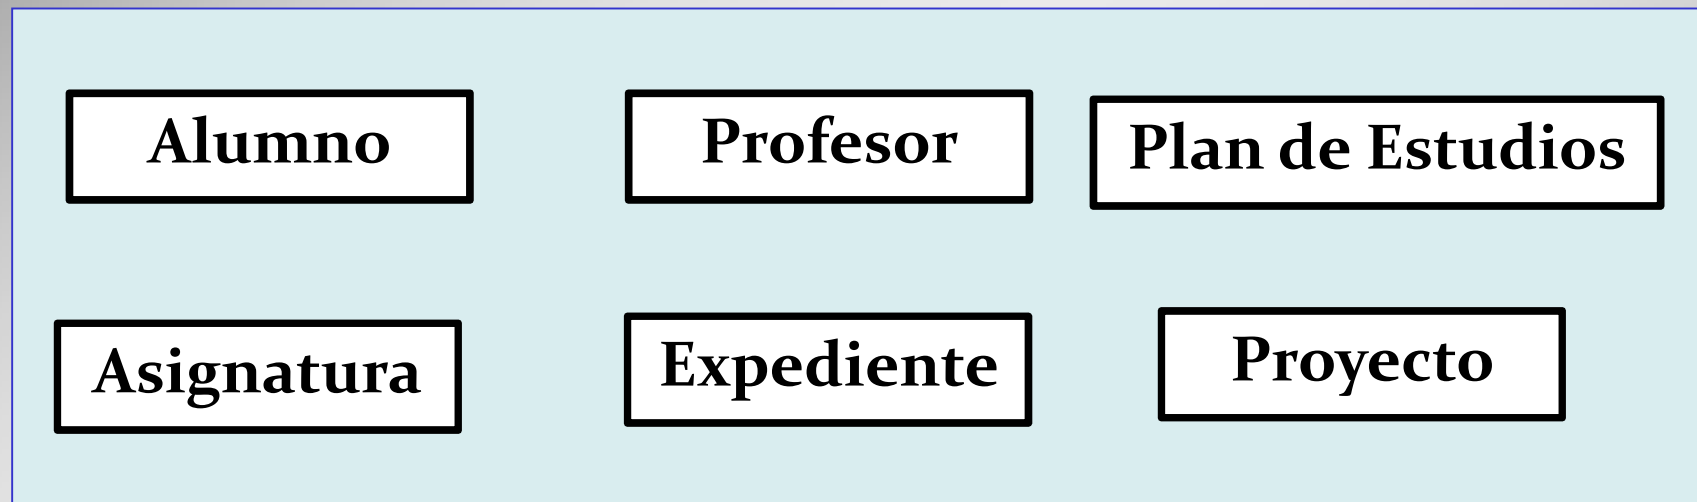 Alumno
Profesor
Plan de Estudios
Asignatura
Expediente
Proyecto